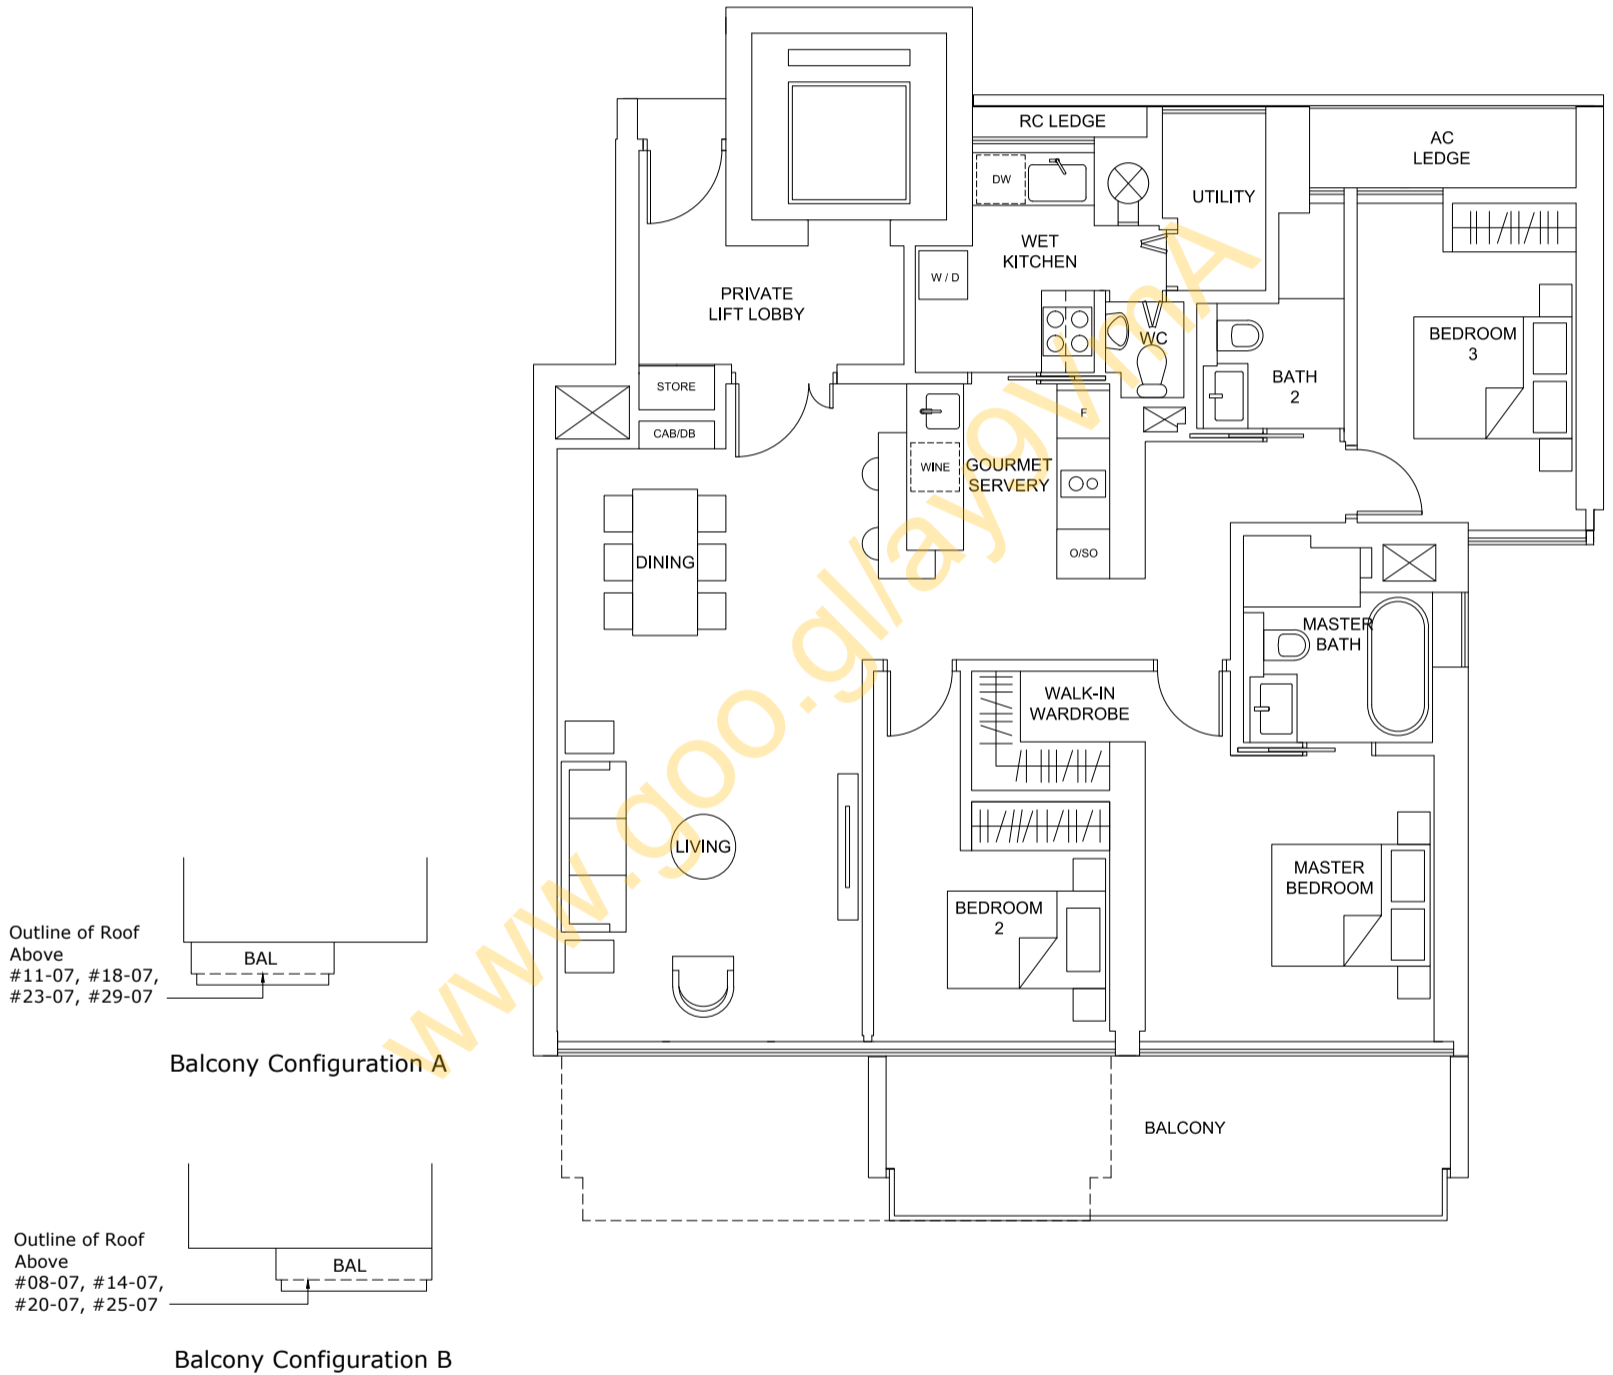 RC LEDGE
AC
LEDGE
DW
UTILITY
WET
KITCHEN
W / D
PRIVATE
LIFT LOBBY
WC
BEDROOM
3
STORE
BATH
2
CAB/DB
F
WINE
GOURMET
SERVERY
O/SO
DINING
MASTER
BATH
WALK-IN
WARDROBE
LIVING
MASTER
BEDROOM
BEDROOM
2
BALCONY
Outline of Roof
Above
#11-07, #18-07,
#23-07, #29-07
BAL
Balcony Configuration A
Outline of Roof
Above
#08-07, #14-07,
#20-07, #25-07
BAL
Balcony Configuration B
www.goo.gl/aygVmA